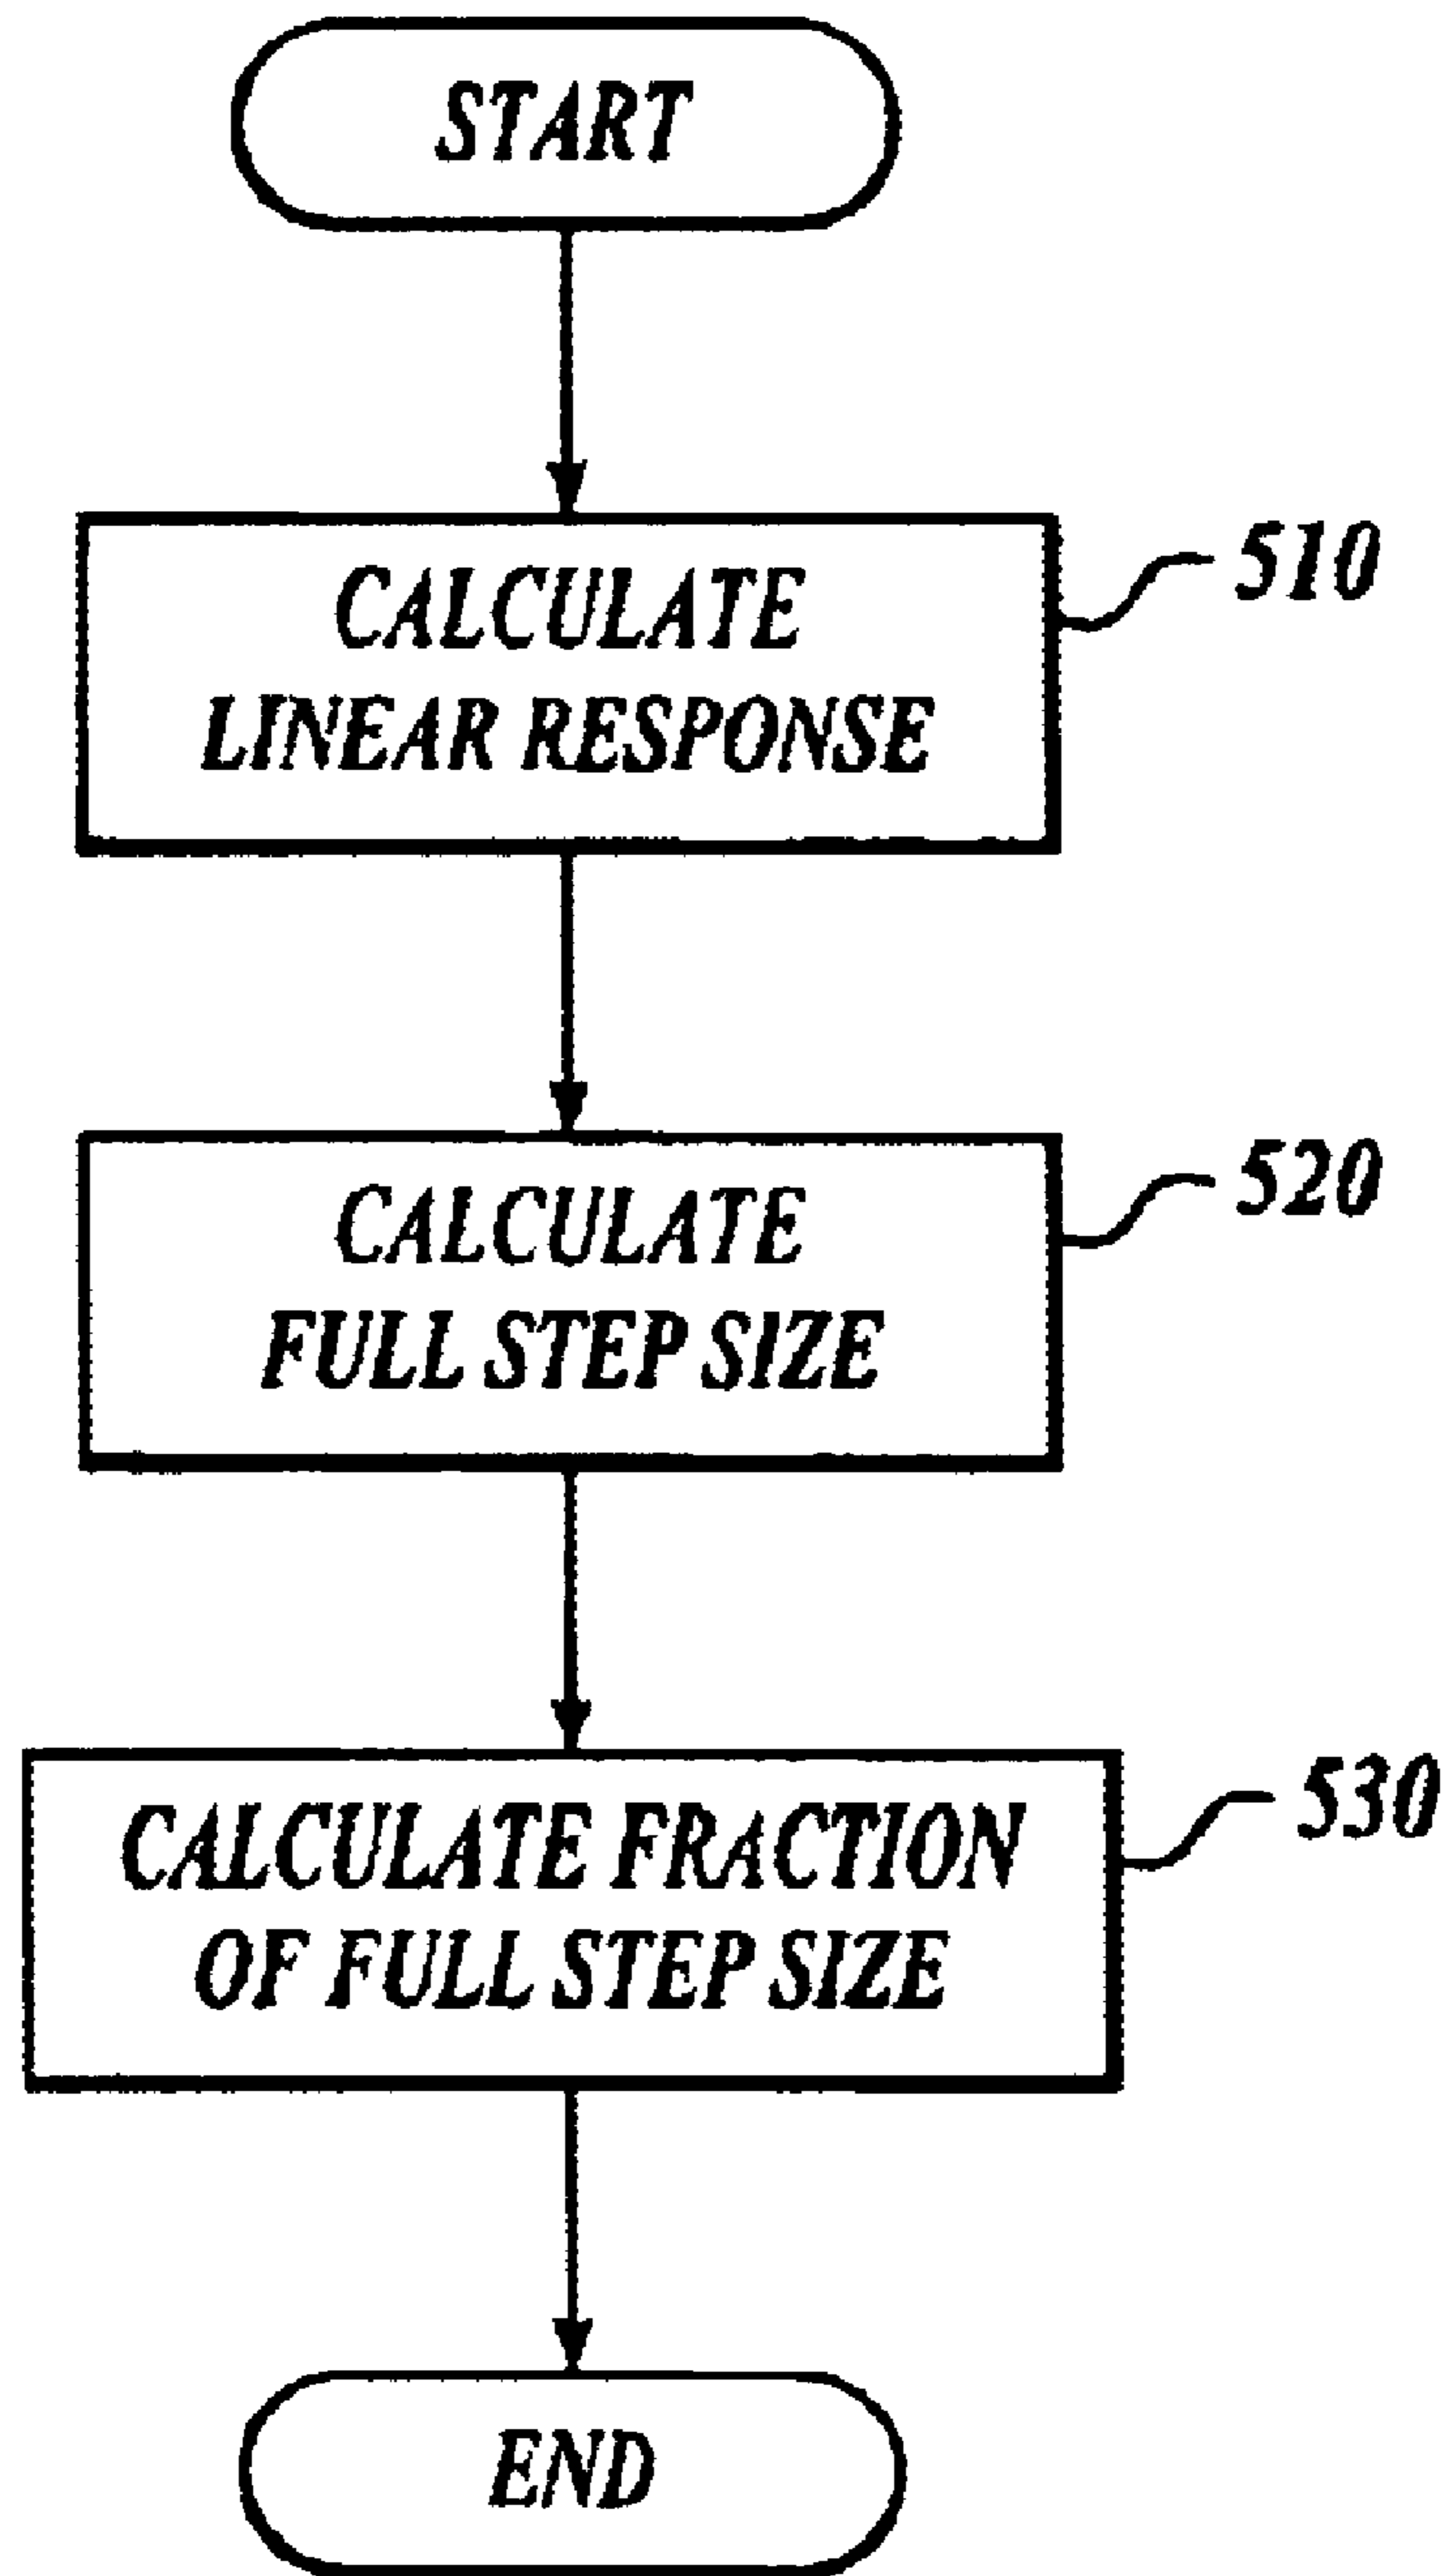 START
CALCULATE
LINEAR RESPONSE
510
CALCULATE
FULL STEP SIZE
520
CALCULATE FRACTION
OF FULL STEP SIZE
530
END